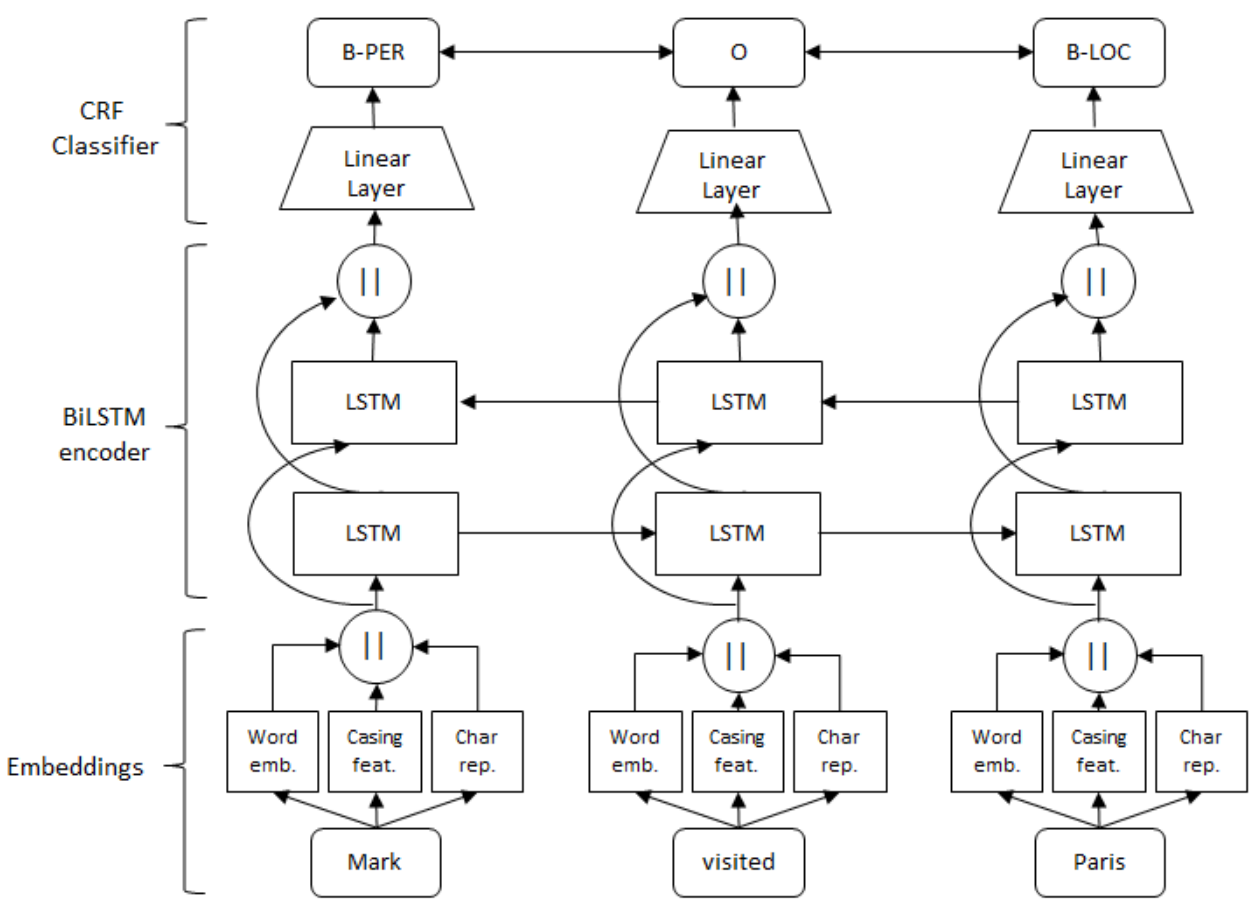 B-PER
O
B-LOC
CRF
Classifier
Linear
Layer
Linear
Layer
Linear
Layer
||
||
||
BiLSTM
encoder
LSTM
LSTM
LSTM
LSTM
LSTM
LSTM
||
||
||
Embeddings
Word
emb.
Casing
feat.
Char
rep.
Word
emb.
Casing
feat.
Char
rep.
Word
emb.
Casing
feat.
Char
rep.
Mark
visited
Paris